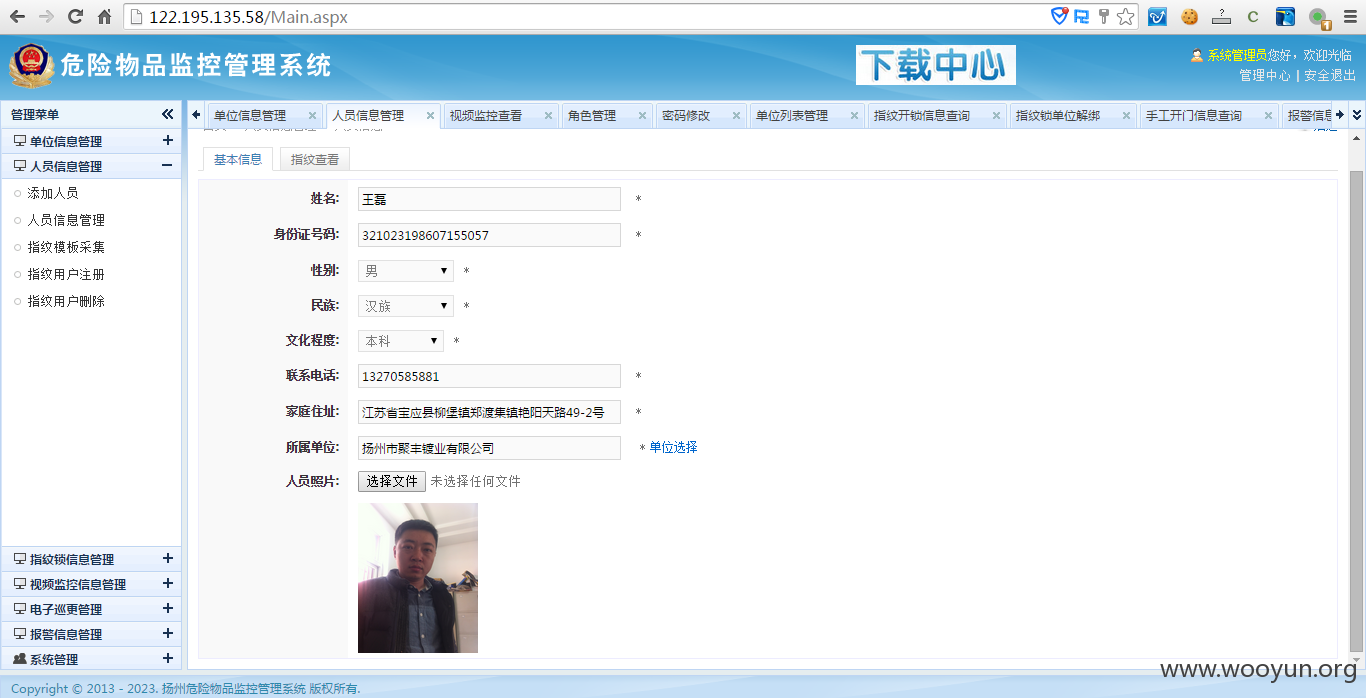 122.195.135.58/Main.aspx
危险物品监控管理系统
下载中心
系统管理员您好，欢迎光临
管理中心 | 安全退出
管理菜单
单位信息管理 人员信息管理 视频监控查看 角色管理 密码修改 单位列表管理 指纹开锁信息查询 指纹锁单位解绑 手工开门信息查询 报警信息
单位信息管理
人员信息管理
添加人员
人员信息管理
指纹模板采集
指纹用户注册
指纹用户删除
指纹锁信息管理
视频监控信息管理
电子巡更管理
报警信息管理
系统管理
基本信息 指纹查看
姓名: 王磊 *
身份证号码: 321023198607155057 *
性别: 男 *
民族: 汉族 *
文化程度: 本科 *
联系电话: 13270585881 *
家庭住址: 江苏省宝应县柳堡镇郑渡集镇艳阳天路49-2号 *
所属单位: 扬州市聚丰镀业有限公司 * 单位选择
人员照片: 选择文件 未选择任何文件
www.wooyun.org
Copyright © 2013 - 2023. 扬州危险物品监控管理系统 版权所有.